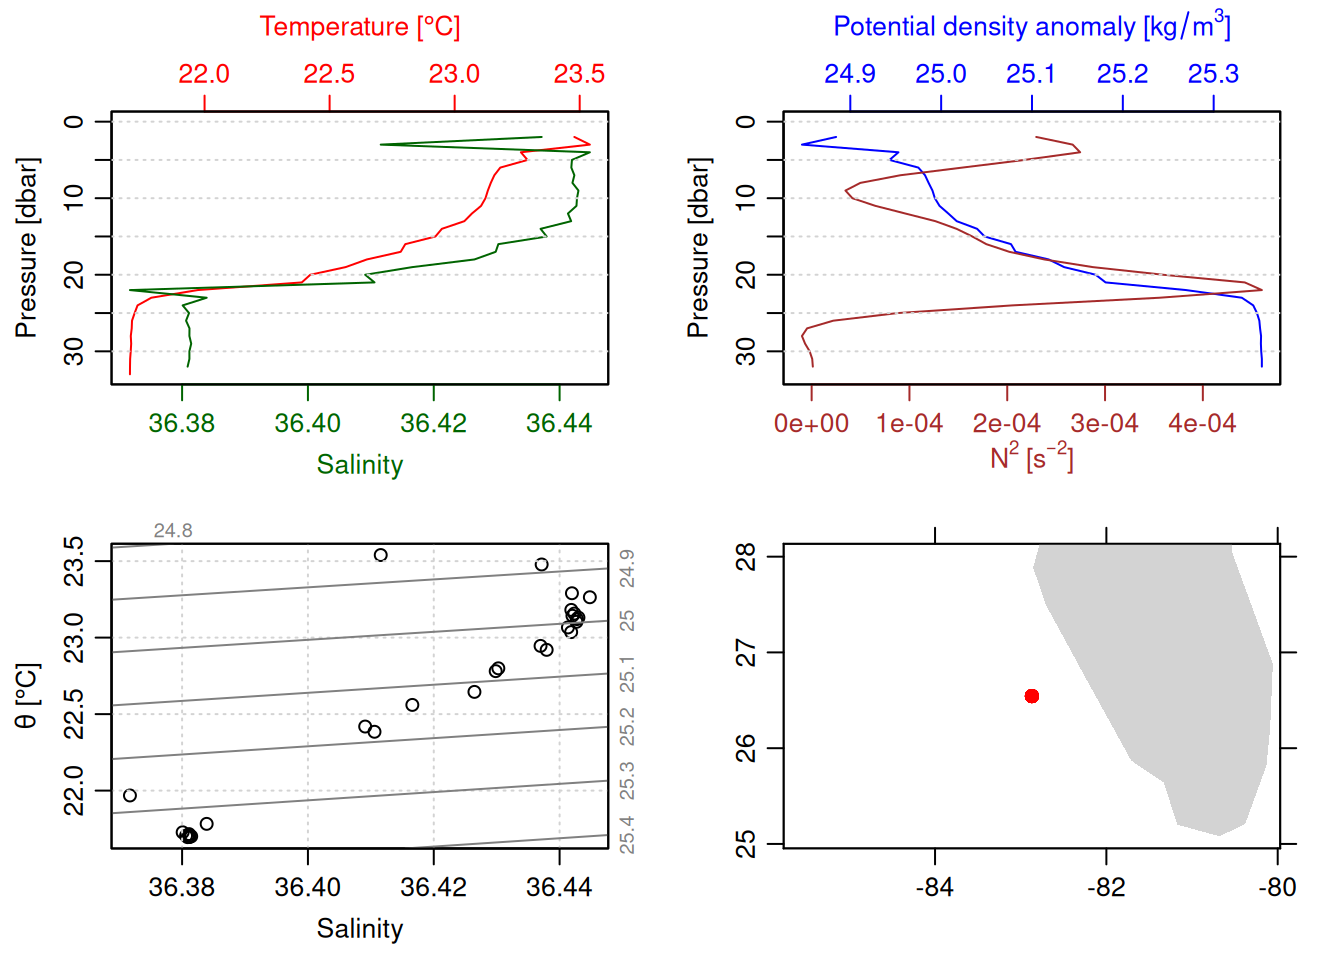 Temperature [°C]
22.0 22.5 23.0 23.5
0
10
20
30
Pressure [dbar]
36.38 36.40 36.42 36.44
Salinity
Potential density anomaly [kg/m³]
24.9 25.0 25.1 25.2 25.3
0
10
20
30
Pressure [dbar]
0e+00 1e-04 2e-04 3e-04 4e-04
N² [s⁻²]
24.8
23.5
23.0
22.5
22.0
θ [°C]
24.9
25
25.1
25.2
25.3
25.4
36.38 36.40 36.42 36.44
Salinity
28
27
26
25
-84 -82 -80